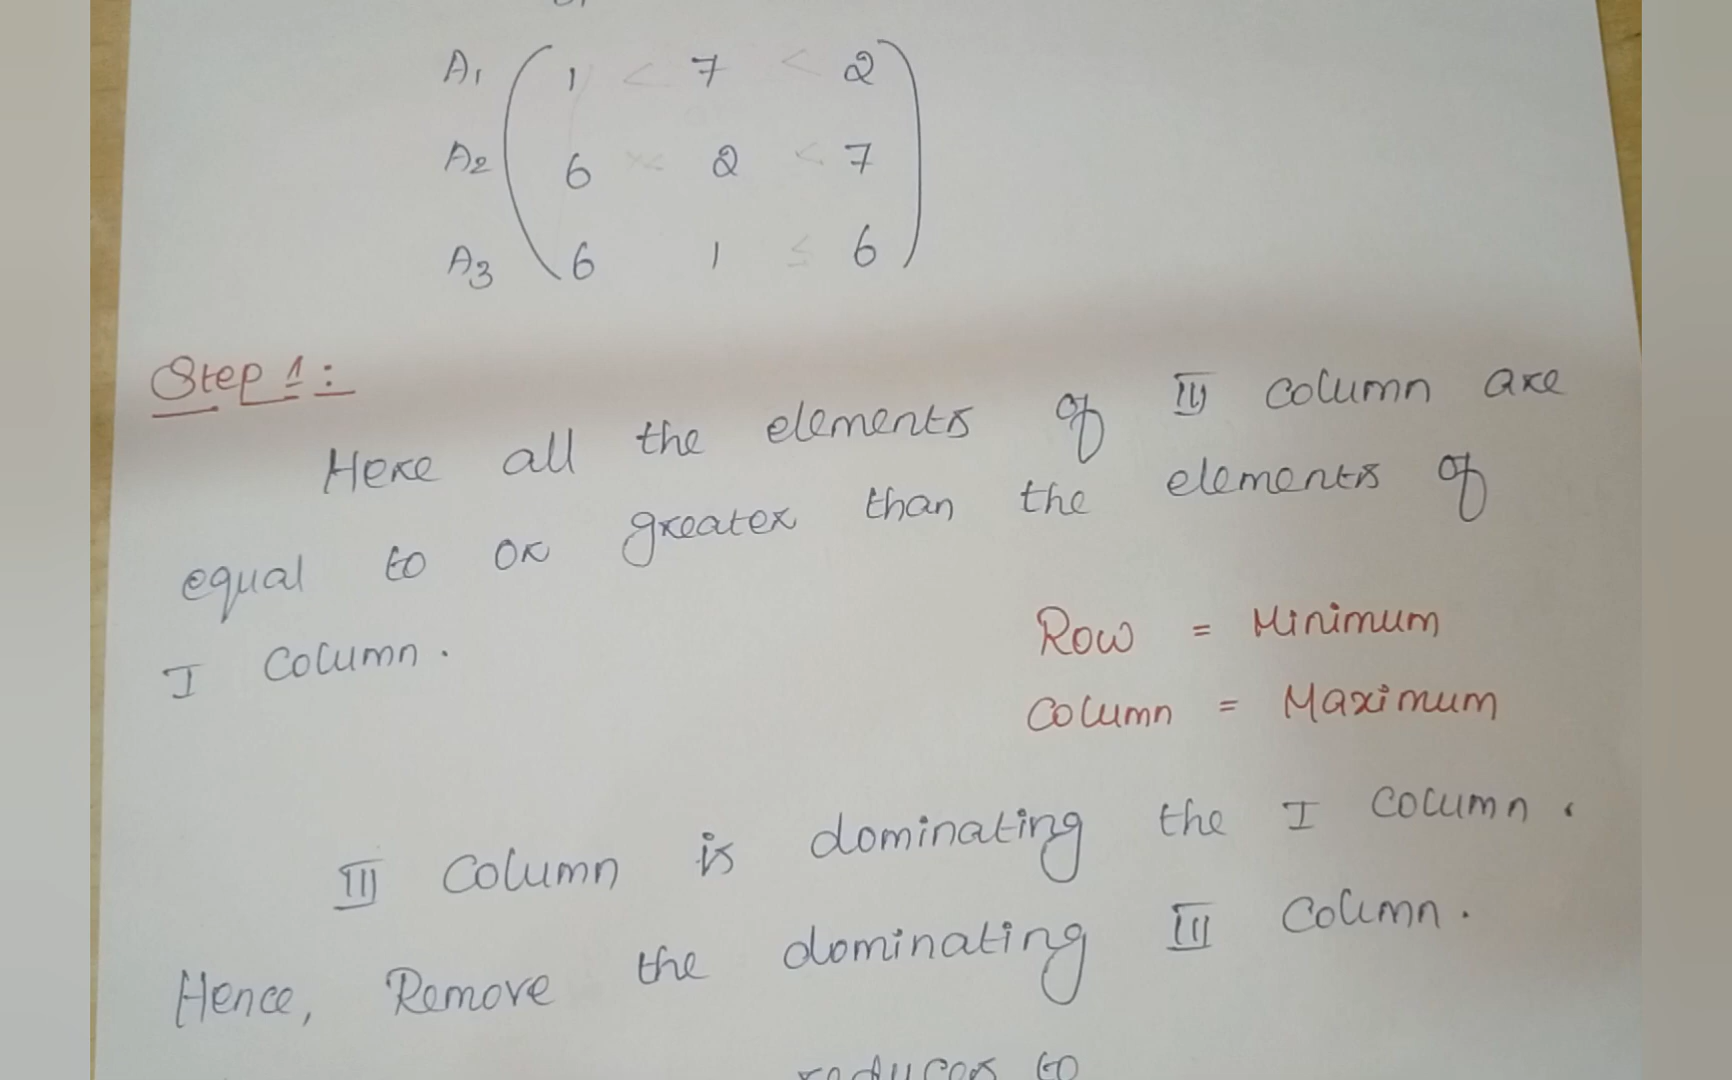 A1 1 < 7 < 2
A2 6 2 < 7
A3 6 1 ≤ 6
Step 1 :
Here all the elements of III column are
equal to or greater than the elements of
I column.
Row = Minimum
Column = Maximum
III column is dominating the I column.
Hence, Remove the dominating III column.
reduces to